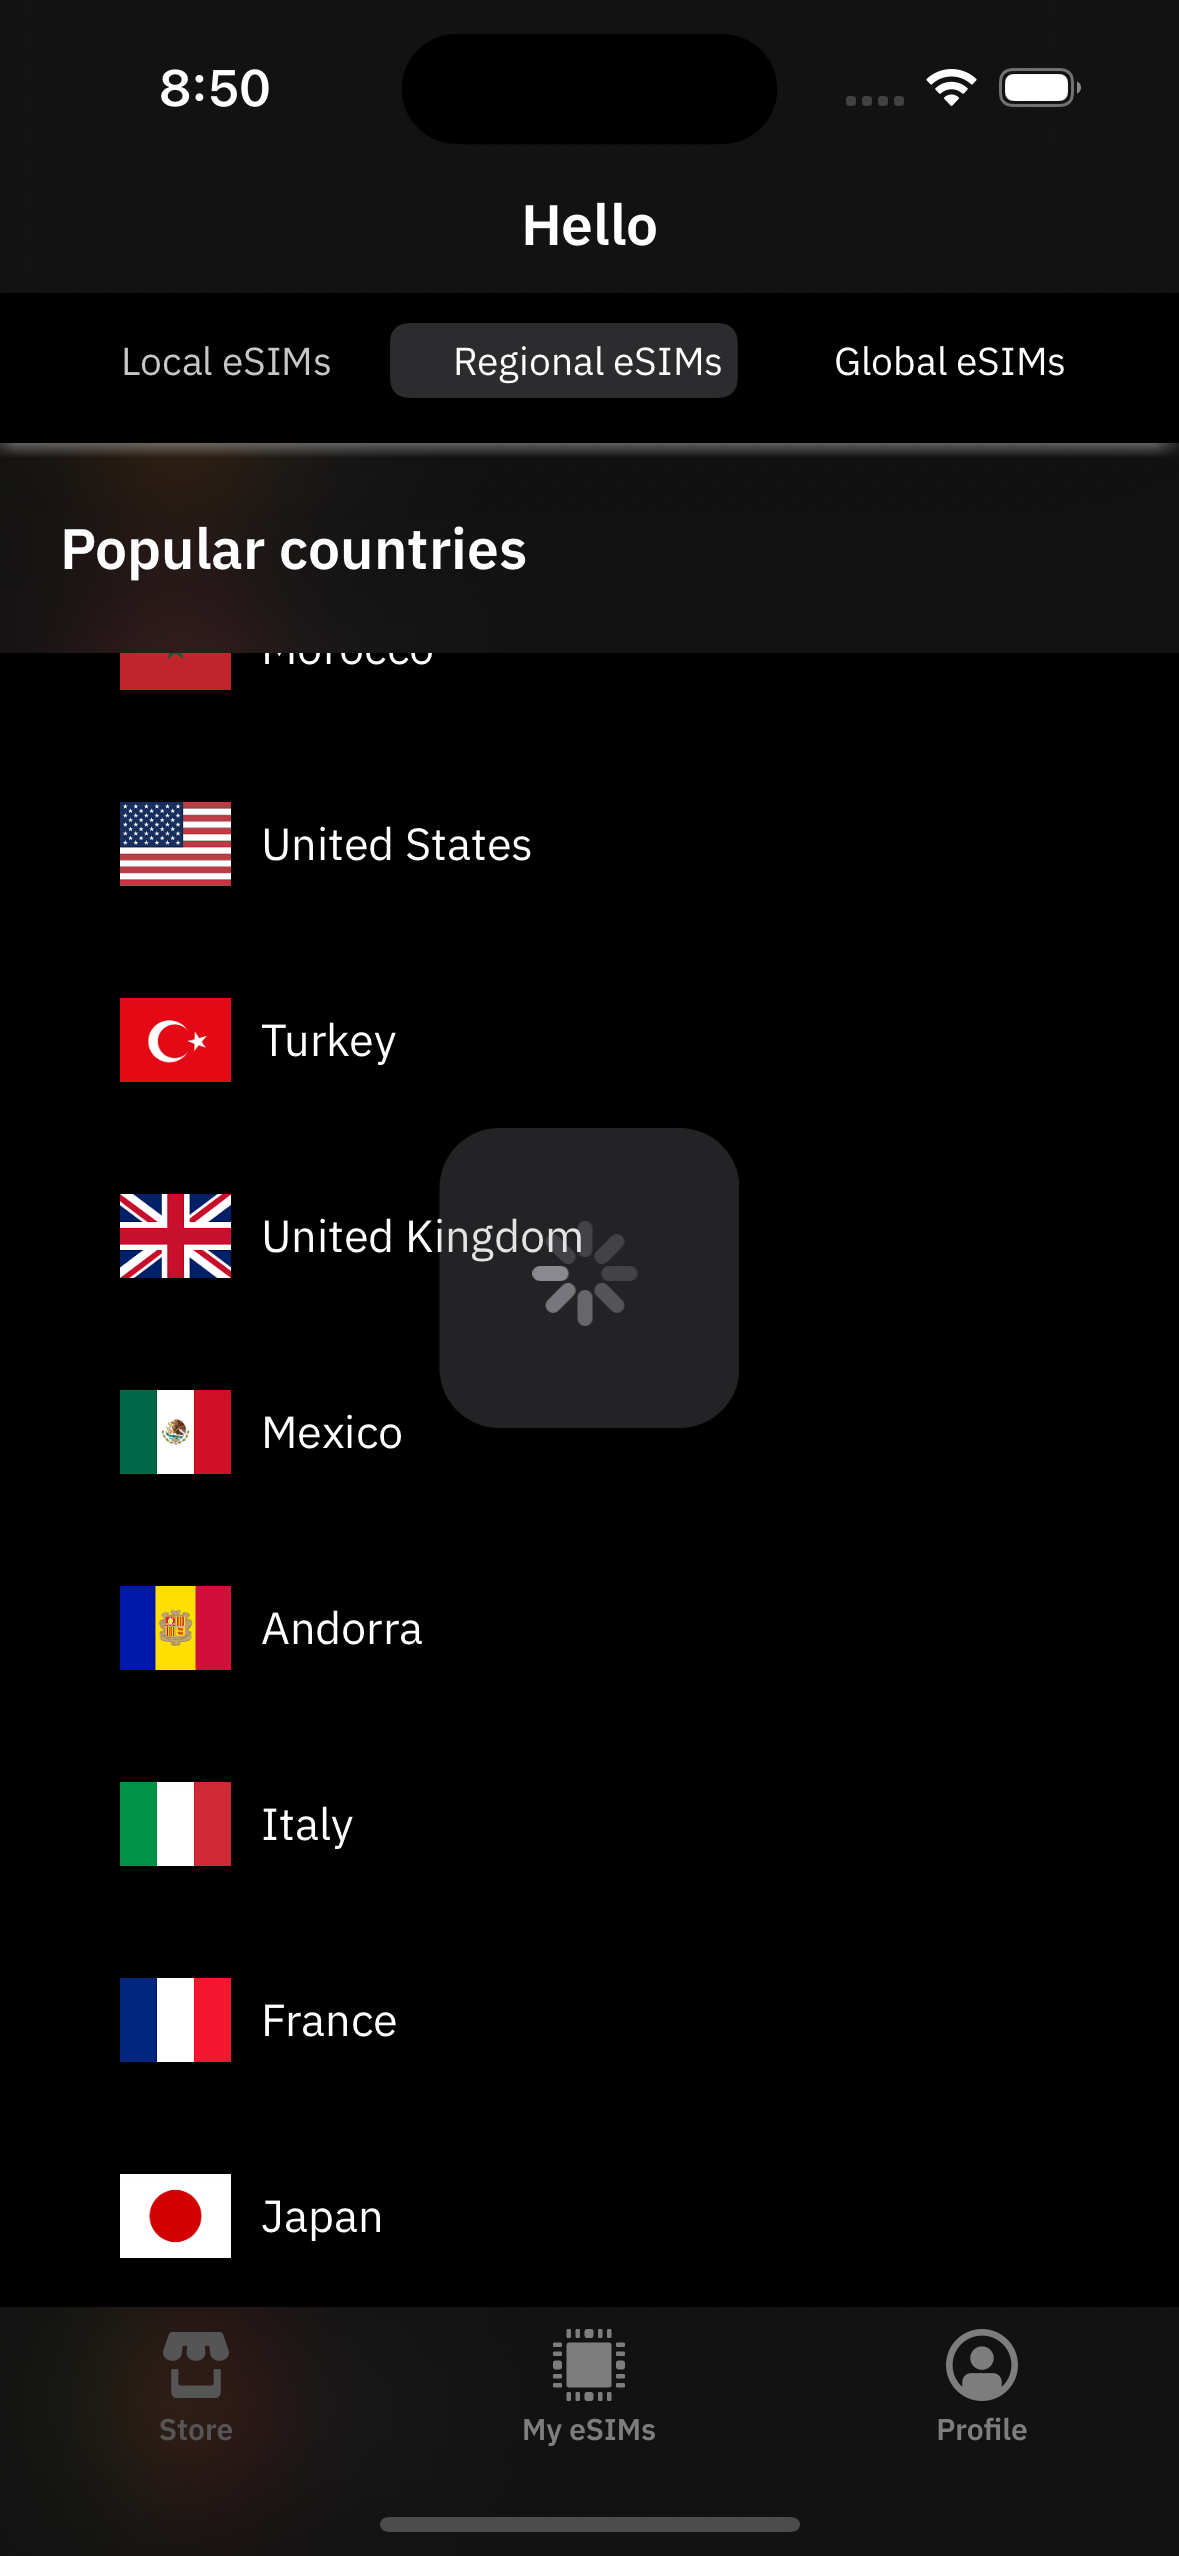 8:50
Hello
Local eSIMs
Regional eSIMs
Global eSIMs
Popular countries
Morocco
United States
Turkey
United Kingdom
Mexico
Andorra
Italy
France
Japan
Store
My eSIMs
Profile